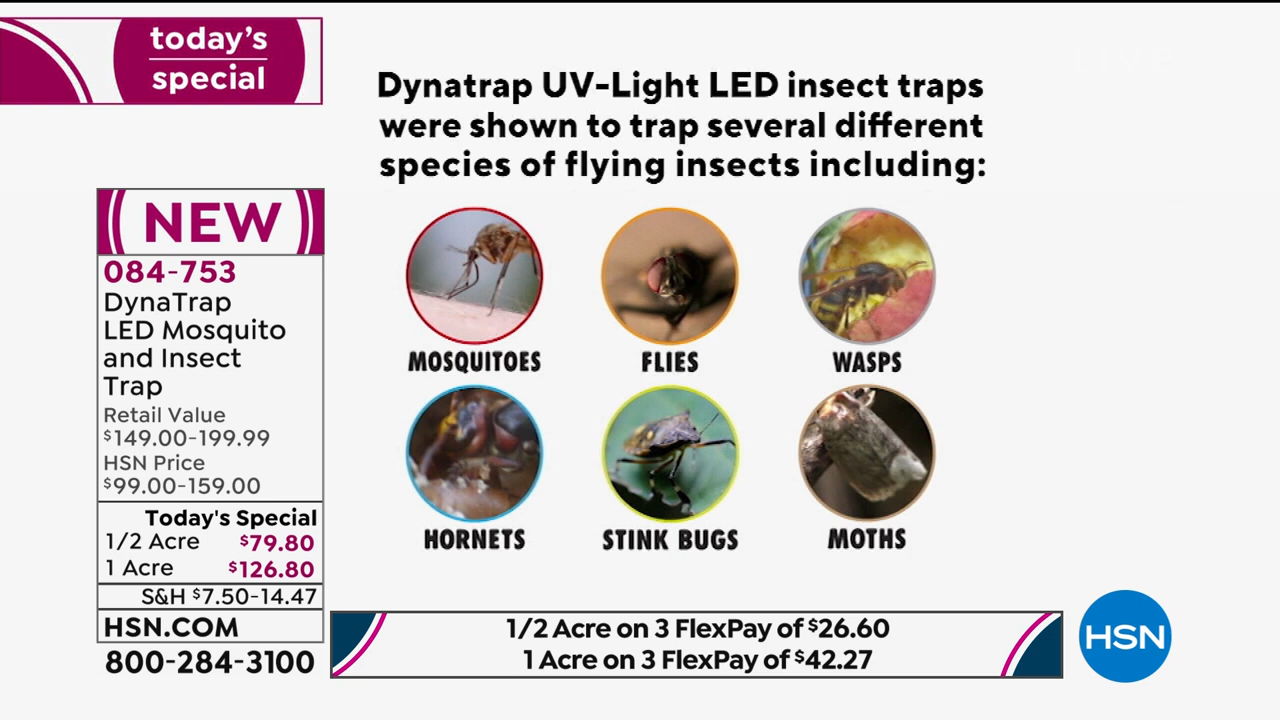 today's
special
Dynatrap UV-Light LED insect traps
were shown to trap several different
species of flying insects including:
NEW
084-753
DynaTrap
LED Mosquito
and Insect
Trap
Retail Value
$149.00-199.99
HSN Price
$99.00-159.00
Today's Special
1/2 Acre $79.80
1 Acre $126.80
S&H $7.50-14.47
HSN.COM
800-284-3100
MOSQUITOES
FLIES
WASPS
HORNETS
STINK BUGS
MOTHS
1/2 Acre on 3 FlexPay of $26.60
1 Acre on 3 FlexPay of $42.27
HSN